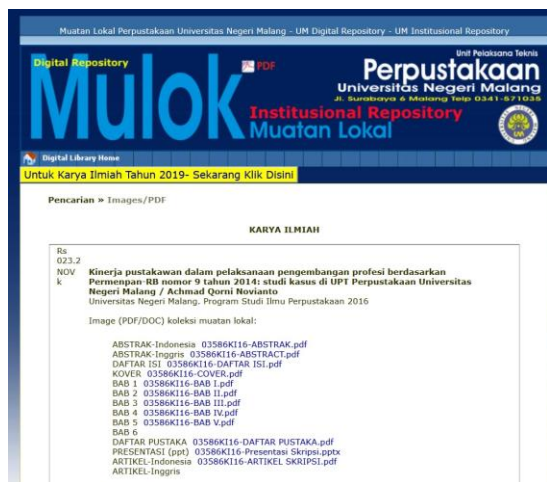 Muatan Lokal Perpustakaan Universitas Negeri Malang - UM Digital Repository - UM Institusional Repository
Unit Pelaksana Teknis
Digital Repository
PDF
Perpustakaan
Universitas Negeri Malang
Jl. Surabaya 6 Malang Telp 0341-571035
Mulok
Institusional Repository
Muatan Lokal
Digital Library Home
Untuk Karya Ilmiah Tahun 2019- Sekarang Klik Disini
Pencarian » Images/PDF
KARYA ILMIAH
Rs
023.2
NOV Kinerja pustakawan dalam pelaksanaan pengembangan profesi berdasarkan
k Permenpan-RB nomor 9 tahun 2014: studi kasus di UPT Perpustakaan Universitas
Negeri Malang / Achmad Qorni Novianto
Universitas Negeri Malang. Program Studi Ilmu Perpustakaan 2016
Image (PDF/DOC) koleksi muatan lokal:
ABSTRAK-Indonesia 03586KI16-ABSTRAK.pdf
ABSTRAK-Inggris 03586KI16-ABSTRACT.pdf
DAFTAR ISI 03586KI16-DAFTAR ISI.pdf
KOVER 03586KI16-COVER.pdf
BAB 1 03586KI16-BAB I.pdf
BAB 2 03586KI16-BAB II.pdf
BAB 3 03586KI16-BAB III.pdf
BAB 4 03586KI16-BAB IV.pdf
BAB 5 03586KI16-BAB V.pdf
BAB 6
DAFTAR PUSTAKA 03586KI16-DAFTAR PUSTAKA.pdf
PRESENTASI (ppt) 03586KI16-Presentasi Skripsi.pptx
ARTIKEL-Indonesia 03586KI16-ARTIKEL SKRIPSI.pdf
ARTIKEL-Inggris